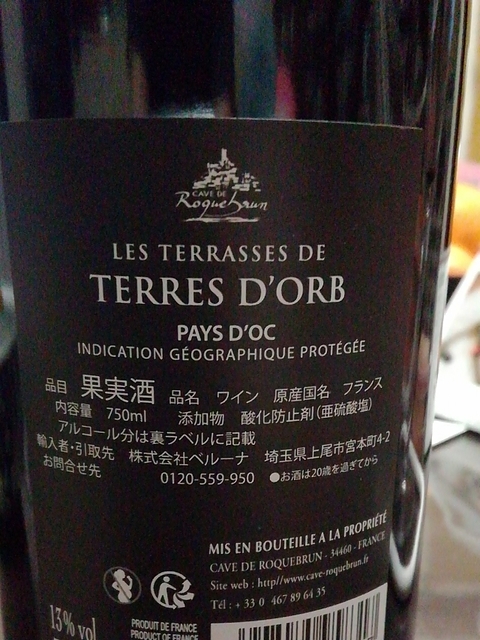 CAVE DE
Roquebrun
LES TERRASSES DE
TERRES D'ORB
PAYS D'OC
INDICATION GÉOGRAPHIQUE PROTÉGÉE
品目 果実酒 品名 ワイン 原産国名 フランス
内容量 750ml 添加物 酸化防止剤(亜硫酸塩)
アルコール分は裏ラベルに記載
輸入者・引取先 株式会社ベルーナ 埼玉県上尾市宮本町4-2
お問合せ先 0120-559-950 ●お酒は20歳を過ぎてから
MIS EN BOUTEILLE A LA PROPRIÉTÉ
CAVE DE ROQUEBRUN - 34460 - FRANCE
Site web : http//www.cave-roquebrun.fr
Tél : + 33 0 467 89 64 35
13% vol
PRODUIT DE FRANCE
PRODUCT OF FRANCE